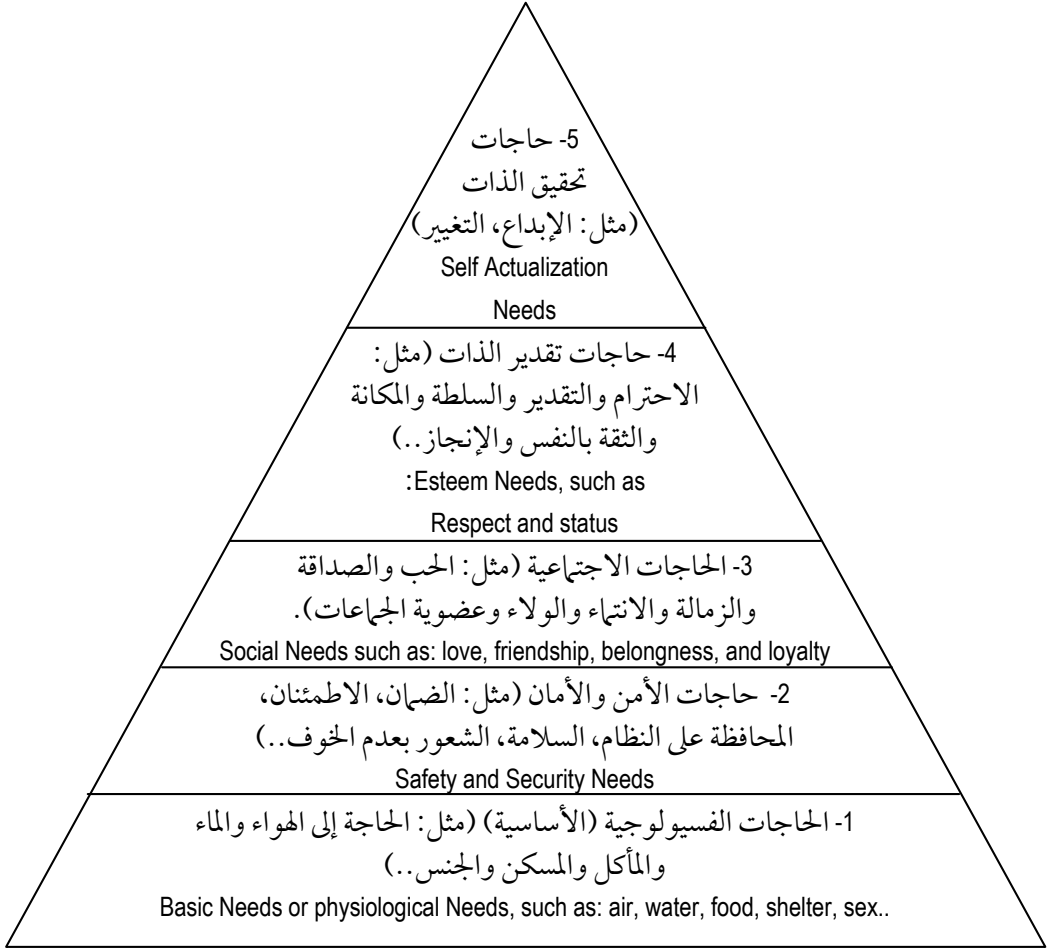 5- حاجات
تحقيق الذات
(مثل: الإبداع، التغيير)
Self Actualization
Needs
4- حاجات تقدير الذات (مثل:
الاحترام والتقدير والسلطة والمكانة
والثقة بالنفس والإنجاز..)
:Esteem Needs, such as
Respect and status
3- الحاجات الاجتماعية (مثل: الحب والصداقة
والزمالة والانتماء والولاء وعضوية الجماعات).
Social Needs such as: love, friendship, belongness, and loyalty
2- حاجات الأمن والأمان (مثل: الضمان، الاطمئنان،
المحافظة على النظام، السلامة، الشعور بعدم الخوف..)
Safety and Security Needs
1- الحاجات الفسيولوجية (الأساسية) (مثل: الحاجة إلى الهواء والماء
والمأكل والمسكن والجنس..)
Basic Needs or physiological Needs, such as: air, water, food, shelter, sex..